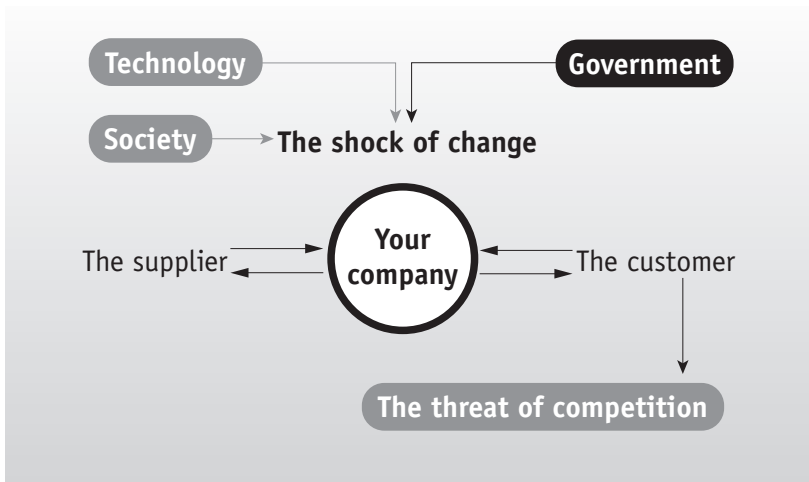 Technology
Government
Society
The shock of change
Your
company
The supplier
The customer
The threat of competition